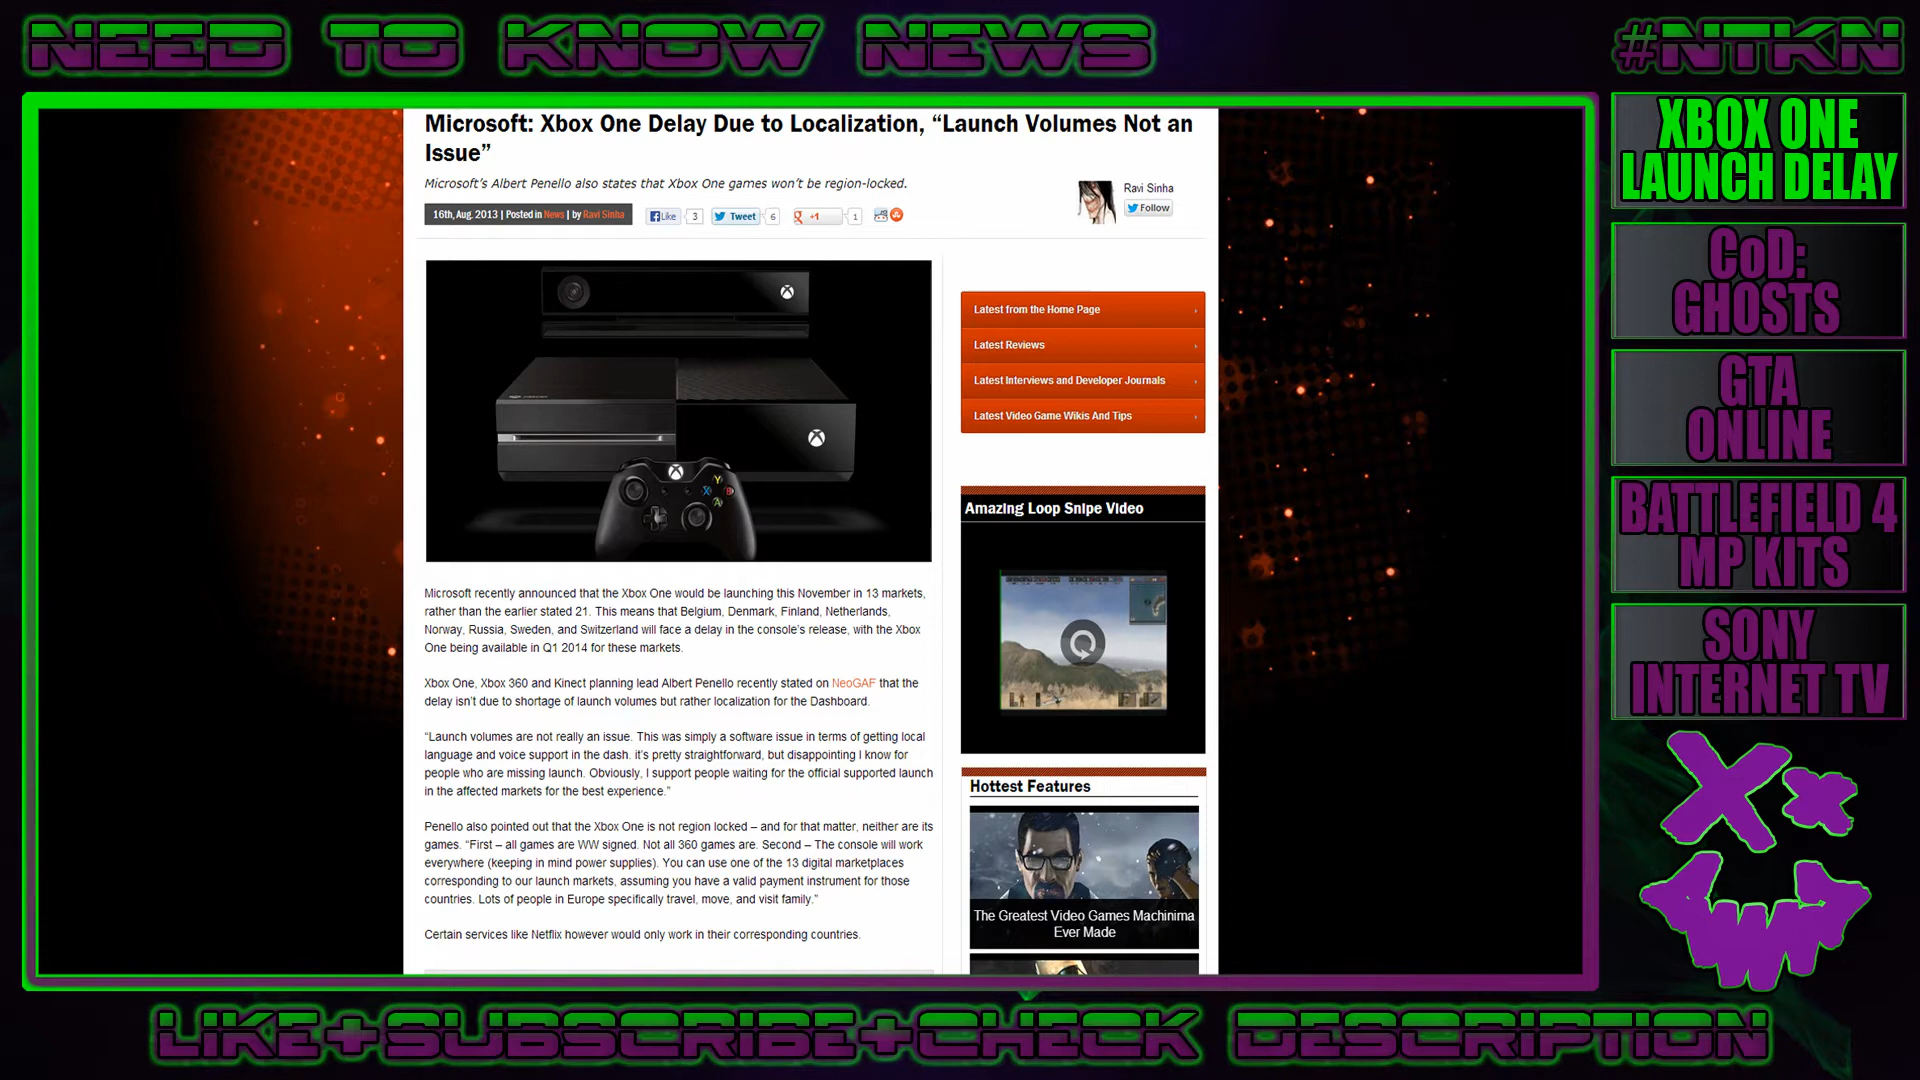 NEED TO KNOW NEWS
#NTKN
Microsoft: Xbox One Delay Due to Localization, “Launch Volumes Not an
Issue”
Microsoft’s Albert Penello also states that Xbox One games won’t be region-locked.
16th, Aug. 2013 | Posted in News | by Ravi Sinha
Like 3
Tweet 6
+1 1
Ravi Sinha
Follow
Microsoft recently announced that the Xbox One would be launching this November in 13 markets,
rather than the earlier stated 21. This means that Belgium, Denmark, Finland, Netherlands,
Norway, Russia, Sweden, and Switzerland will face a delay in the console’s release, with the Xbox
One being available in Q1 2014 for these markets.
Xbox One, Xbox 360 and Kinect planning lead Albert Penello recently stated on NeoGAF that the
delay isn’t due to shortage of launch volumes but rather localization for the Dashboard.
“Launch volumes are not really an issue. This was simply a software issue in terms of getting local
language and voice support in the dash. it’s pretty straightforward, but disappointing I know for
people who are missing launch. Obviously, I support people waiting for the official supported launch
in the affected markets for the best experience.”
Penello also pointed out that the Xbox One is not region locked – and for that matter, neither are its
games. “First – all games are WW signed. Not all 360 games are. Second – The console will work
everywhere (keeping in mind power supplies). You can use one of the 13 digital marketplaces
corresponding to our launch markets, assuming you have a valid payment instrument for those
countries. Lots of people in Europe specifically travel, move, and visit family.”
Certain services like Netflix however would only work in their corresponding countries.
Latest from the Home Page
Latest Reviews
Latest Interviews and Developer Journals
Latest Video Game Wikis And Tips
Amazing Loop Snipe Video
Hottest Features
The Greatest Video Games Machinima
Ever Made
XBOX ONE
LAUNCH DELAY
CoD:
GHOSTS
GTA
ONLINE
BATTLEFIELD 4
MP KITS
SONY
INTERNET TV
LIKE+SUBSCRIBE+CHECK DESCRIPTION